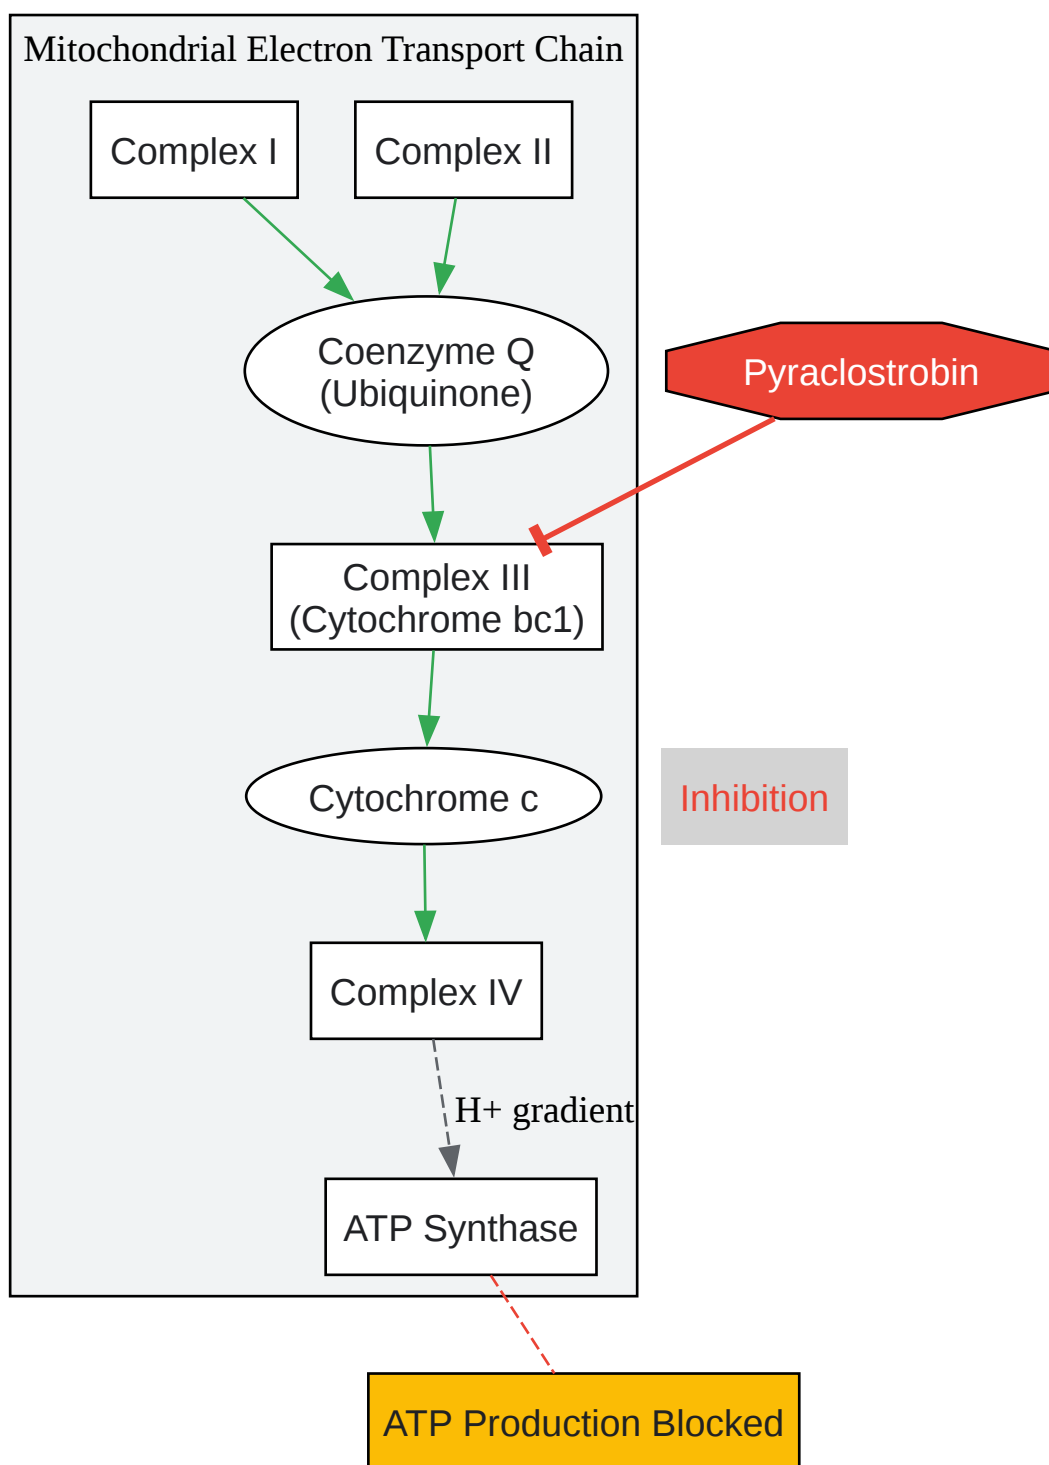 Mitochondrial Electron Transport Chain
Complex I
Complex II
Coenzyme Q
(Ubiquinone)
Pyraclostrobin
Complex III
(Cytochrome bc1)
Cytochrome c
Inhibition
Complex IV
H+ gradient
ATP Synthase
ATP Production Blocked